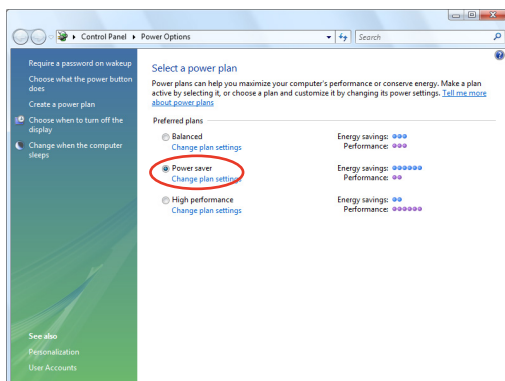 Control Panel ▸ Power Options
Search
Require a password on wakeup
Choose what the power button
does
Create a power plan
Choose when to turn off the
display
Change when the computer
sleeps
See also
Personalization
User Accounts
Select a power plan
Power plans can help you maximize your computer's performance or conserve energy. Make a plan
active by selecting it, or choose a plan and customize it by changing its power settings. Tell me more
about power plans
Preferred plans
Balanced Energy savings:
Change plan settings Performance:
Power saver Energy savings:
Change plan settings Performance:
High performance Energy savings:
Change plan settings Performance: